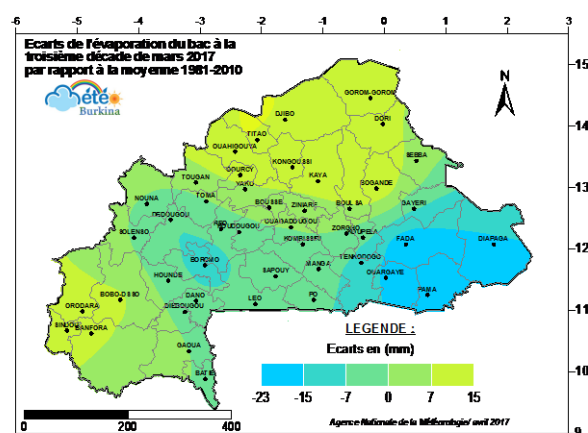 -6 -5 -4 -3 -2 -1 0 1 2 3
Ecarts de l'évaporation du bac à la
troisième décade de mars 2017
par rapport à la moyenne 1981-2010
été
Burkina
N
15
14
13
12
11
10
9
GOROM-GOROM
DJIBO
DORI
TITAO
OUAHIGOUYA
KONGOUSSI
SEBBA
GOURCY
KAYA
TOUGAN
YAKO
BOGANDE
NOUNA
TOMA
BOUSSE
ZINIARE
BOULSA
GAYERI
DEDOUGOU
OUAGADOUGOU
KOUDOUGOU
ZORGHO
SOLENSO
KOMBISSIRI
KOUPELA
FADA
DIAPAGA
BOROMO
TENKODOGO
HOUNDE
SAPOUY
MANGA
OUARGAYE
BOBO-DSSO
DANO
LEO
PO
PAMA
ORODARA
DIEBOUGOU
BANFORA
GAOUA
BATIE
LEGENDE :
Ecarts en (mm)
-23 -15 -7 0 7 15
0 200 400
Agence Nationale de la Météorologie/ avril 2017